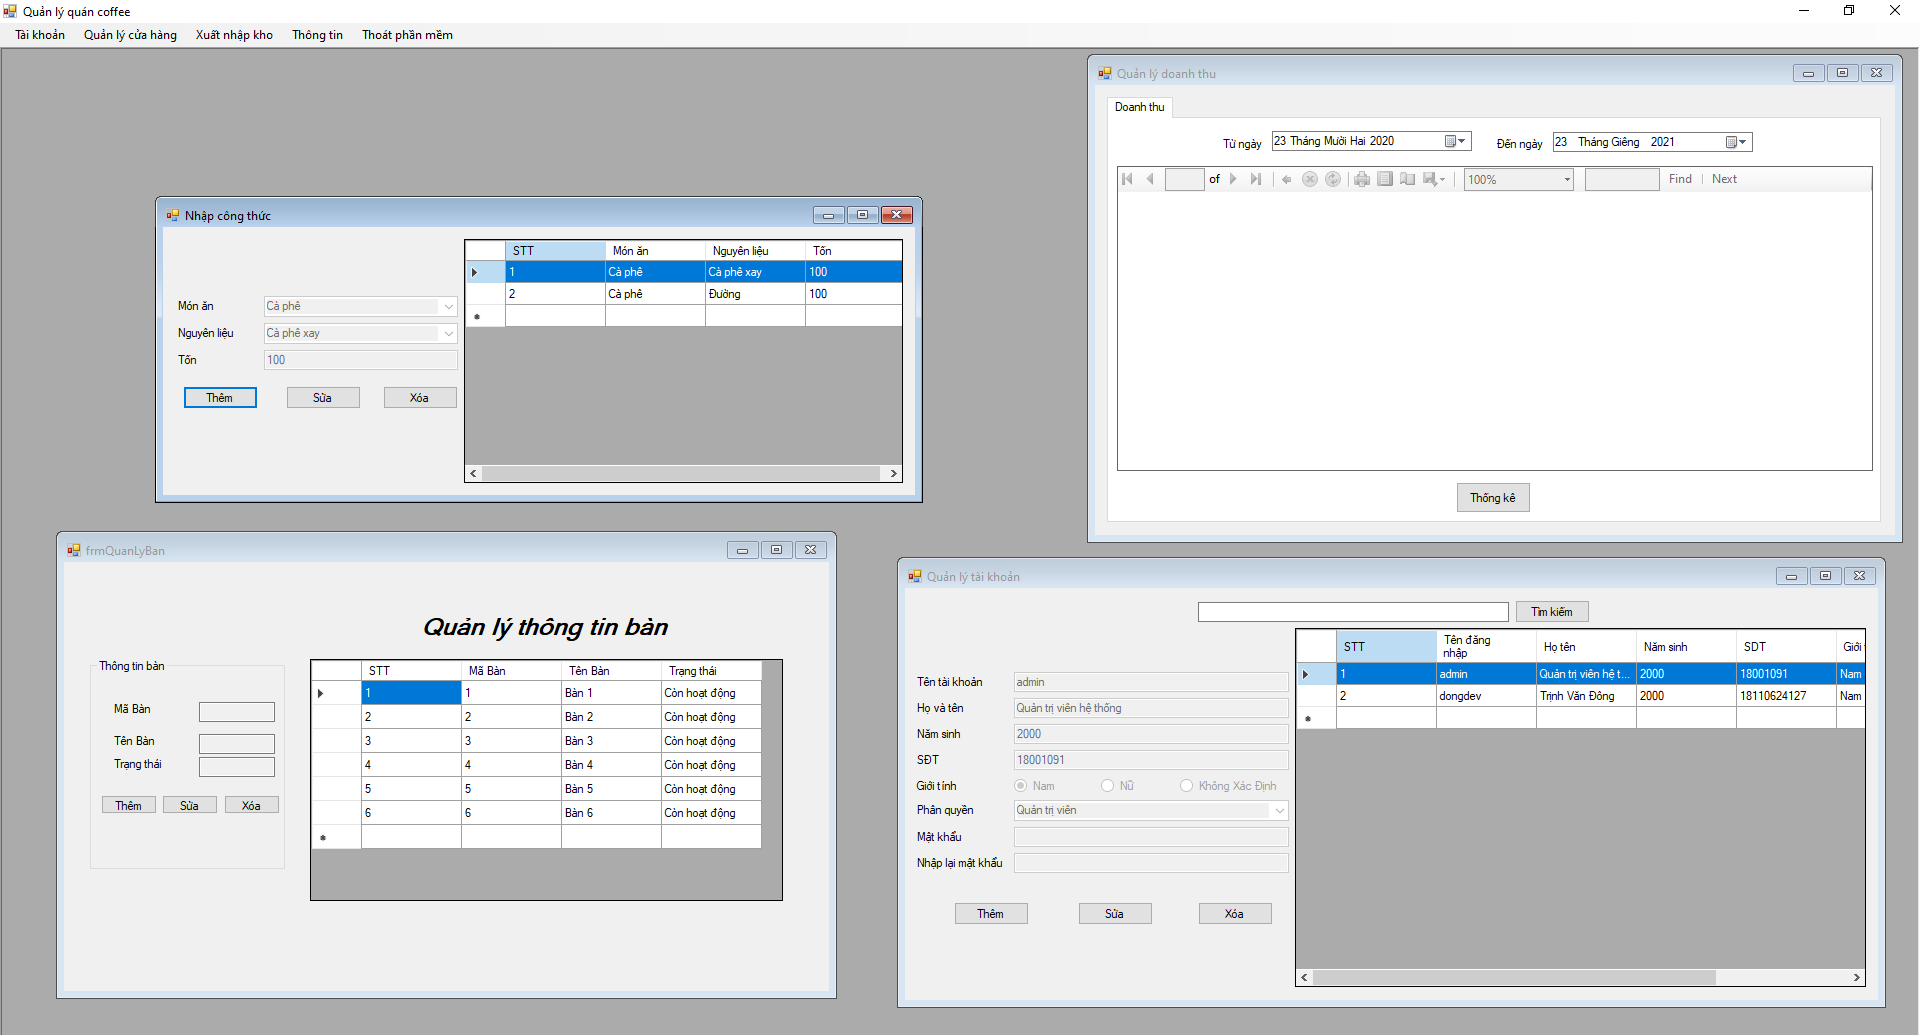 Quản lý quán coffee
Tài khoản Quản lý cửa hàng Xuất nhập kho Thông tin Thoát phần mềm
Quản lý doanh thu
Doanh thu
Từ ngày 23 Tháng Mười Hai 2020 Đến ngày 23 Tháng Giêng 2021
of 100% Find Next
Thống kê
Nhập công thức
STT Món ăn Nguyên liệu Tồn
1 Cà phê Cà phê xay 100
2 Cà phê Đường 100
Món ăn Cà phê
Nguyên liệu Cà phê xay
Tồn 100
Thêm Sửa Xóa
frmQuanLyBan
Quản lý thông tin bàn
Thông tin bàn
Mã Bàn
Tên Bàn
Trạng thái
Thêm Sửa Xóa
STT Mã Bàn Tên Bàn Trạng thái
1 1 Bàn 1 Còn hoạt động
2 2 Bàn 2 Còn hoạt động
3 3 Bàn 3 Còn hoạt động
4 4 Bàn 4 Còn hoạt động
5 5 Bàn 5 Còn hoạt động
6 6 Bàn 6 Còn hoạt động
Quản lý tài khoản
Tìm kiếm
Tên tài khoản admin
Họ và tên Quản trị viên hệ thống
Năm sinh 2000
SĐT 18001091
Giới tính Nam Nữ Không Xác Định
Phân quyền Quản trị viên
Mật khẩu
Nhập lại mật khẩu
Thêm Sửa Xóa
STT Tên đăng nhập Họ tên Năm sinh SDT Giới
1 admin Quản trị viên hệ t... 2000 18001091 Nam
2 dongdev Trịnh Văn Đông 2000 18110624127 Nam